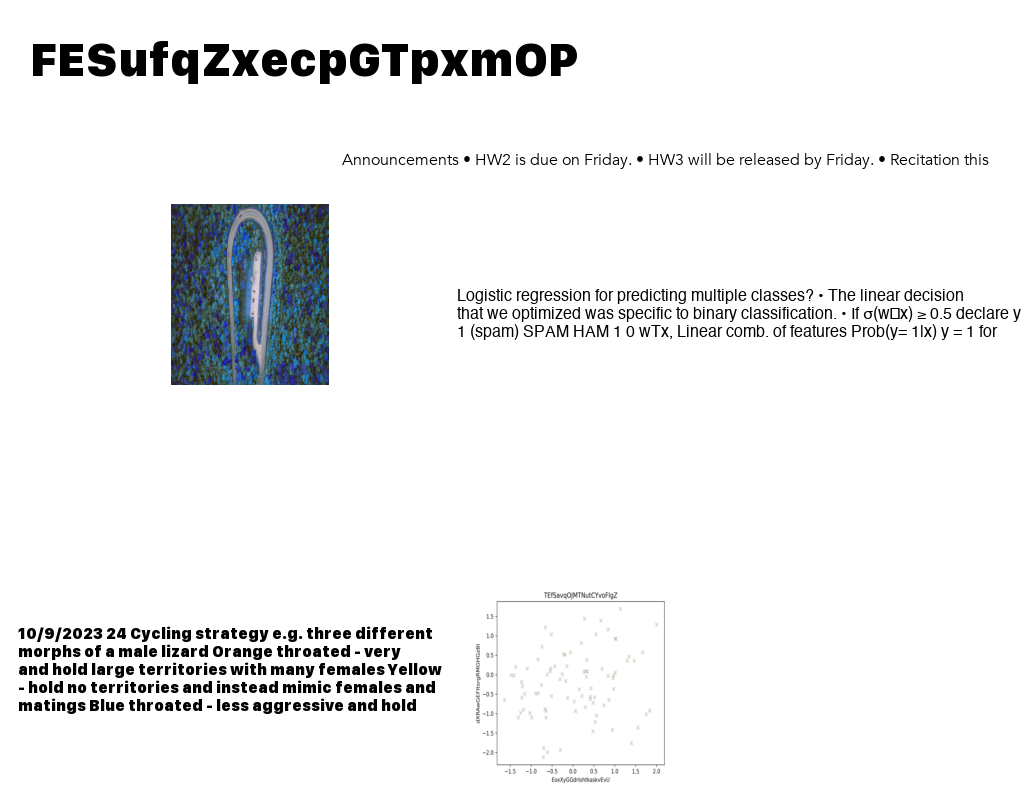 FESufqZxecpGTpxmOP
Announcements • HW2 is due on Friday. • HW3 will be released by Friday. • Recitation this
Logistic regression for predicting multiple classes? • The linear decision
that we optimized was specific to binary classification. • If σ(w□x) ≥ 0.5 declare y
1 (spam) SPAM HAM 1 0 wTx, Linear comb. of features Prob(y= 1|x) y = 1 for
10/9/2023 24 Cycling strategy e.g. three different
morphs of a male lizard Orange throated - very
and hold large territories with many females Yellow
- hold no territories and instead mimic females and
matings Blue throated - less aggressive and hold
TEfSavqOJMTNutCYvoFIgZ
1.5
1.0
0.5
0.0
−0.5
−1.0
−1.5
−2.0
−1.5 −1.0 −0.5 0.0 0.5 1.0 1.5 2.0